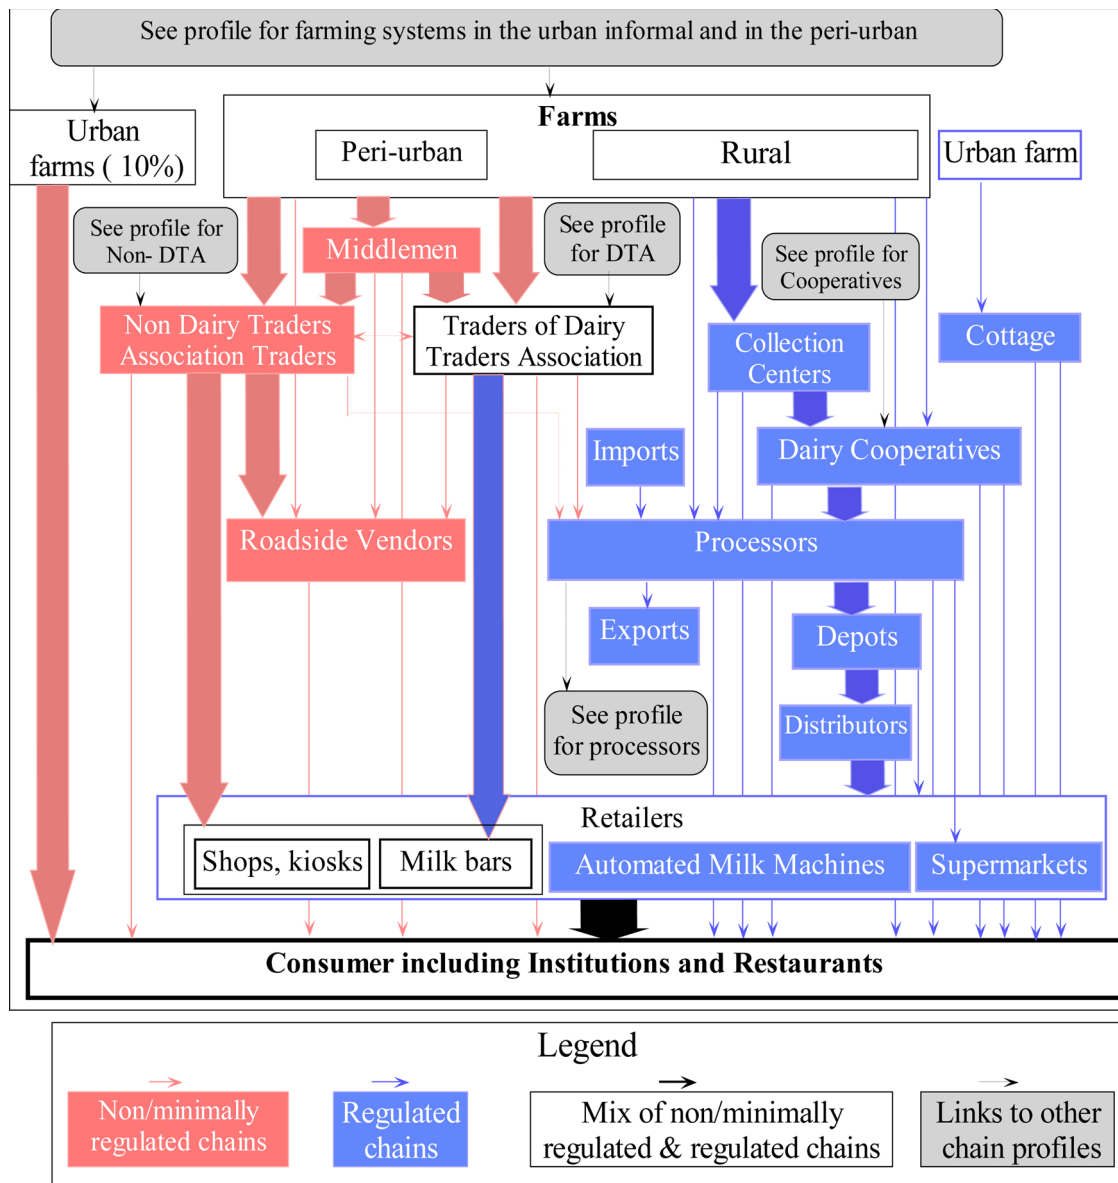 See profile for farming systems in the urban informal and in the peri-urban
Urban
farms ( 10%)
Farms
Peri-urban
Rural
Urban farm
See profile for
Non- DTA
Middlemen
See profile
for DTA
See profile for
Cooperatives
Non Dairy Traders
Association Traders
Traders of Dairy
Traders Association
Collection
Centers
Cottage
Imports
Dairy Cooperatives
Roadside Vendors
Processors
Exports
Depots
See profile
for processors
Distributors
Retailers
Shops, kiosks
Milk bars
Automated Milk Machines
Supermarkets
Consumer including Institutions and Restaurants
Legend
Non/minimally
regulated chains
Regulated
chains
Mix of non/minimally
regulated & regulated chains
Links to other
chain profiles